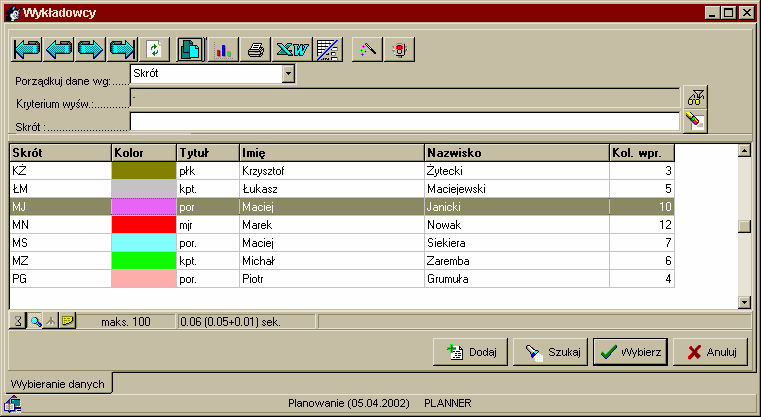 Wykładowcy
XW
Porządkuj dane wg:..... Skrót
Kryterium wyśw.:........... -
Skrót :.........................
Skrót Kolor Tytuł Imię Nazwisko Kol. wpr.
KŻ płk Krzysztof Żytecki 3
ŁM kpt. Łukasz Maciejewski 5
MJ por Maciej Janicki 10
MN mjr Marek Nowak 12
MS por. Maciej Siekiera 7
MZ kpt. Michał Zaremba 6
PG por. Piotr Grumuła 4
maks. 100 0.06 (0.05+0.01) sek.
Dodaj Szukaj Wybierz Anuluj
Wybieranie danych
Planowanie (05.04.2002) PLANNER